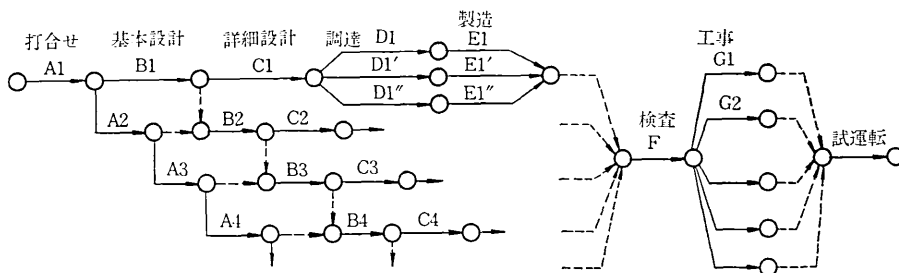 打合せ 基本設計 詳細設計 調達 製造 工事
A1 B1 C1 D1 E1 G1
D1′ E1′
D1″ E1″
A2 B2 C2 G2
検査
F
試運転
A3 B3 C3
A4 B4 C4